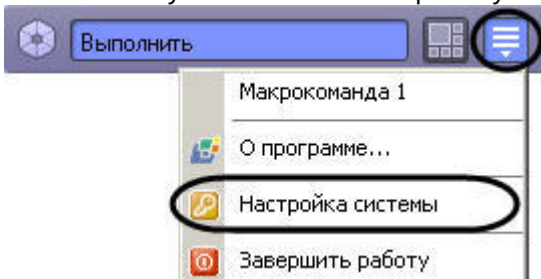 Выполнить
Макрокоманда 1
О программе...
Настройка системы
Завершить работу